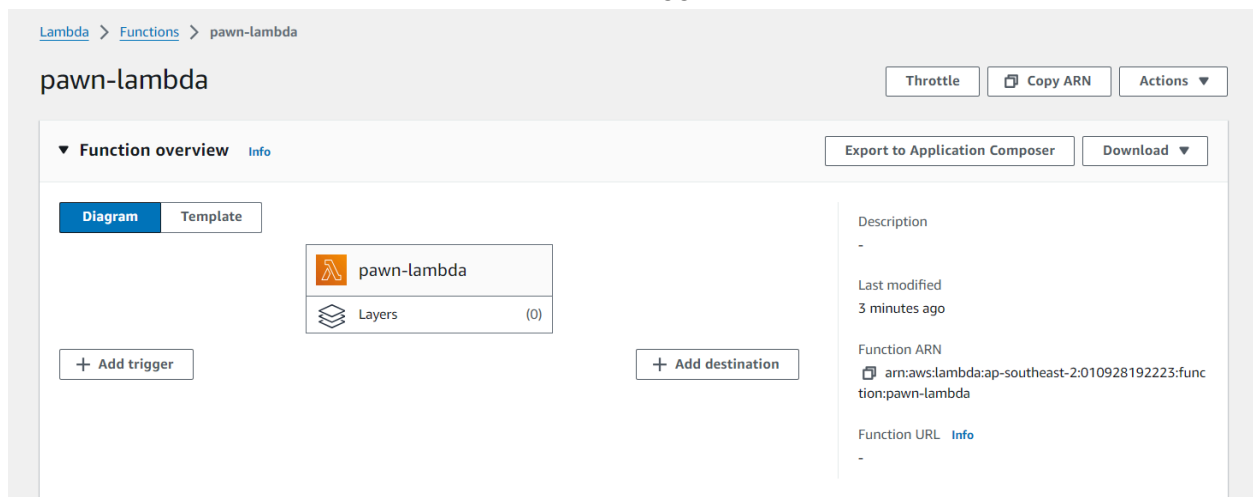 Lambda > Functions > pawn-lambda
pawn-lambda
Throttle Copy ARN Actions ▼
▼ Function overview Info
Export to Application Composer Download ▼
Diagram Template
pawn-lambda
Layers (0)
+ Add trigger
+ Add destination
Description
-
Last modified
3 minutes ago
Function ARN
arn:aws:lambda:ap-southeast-2:010928192223:func
tion:pawn-lambda
Function URL Info
-